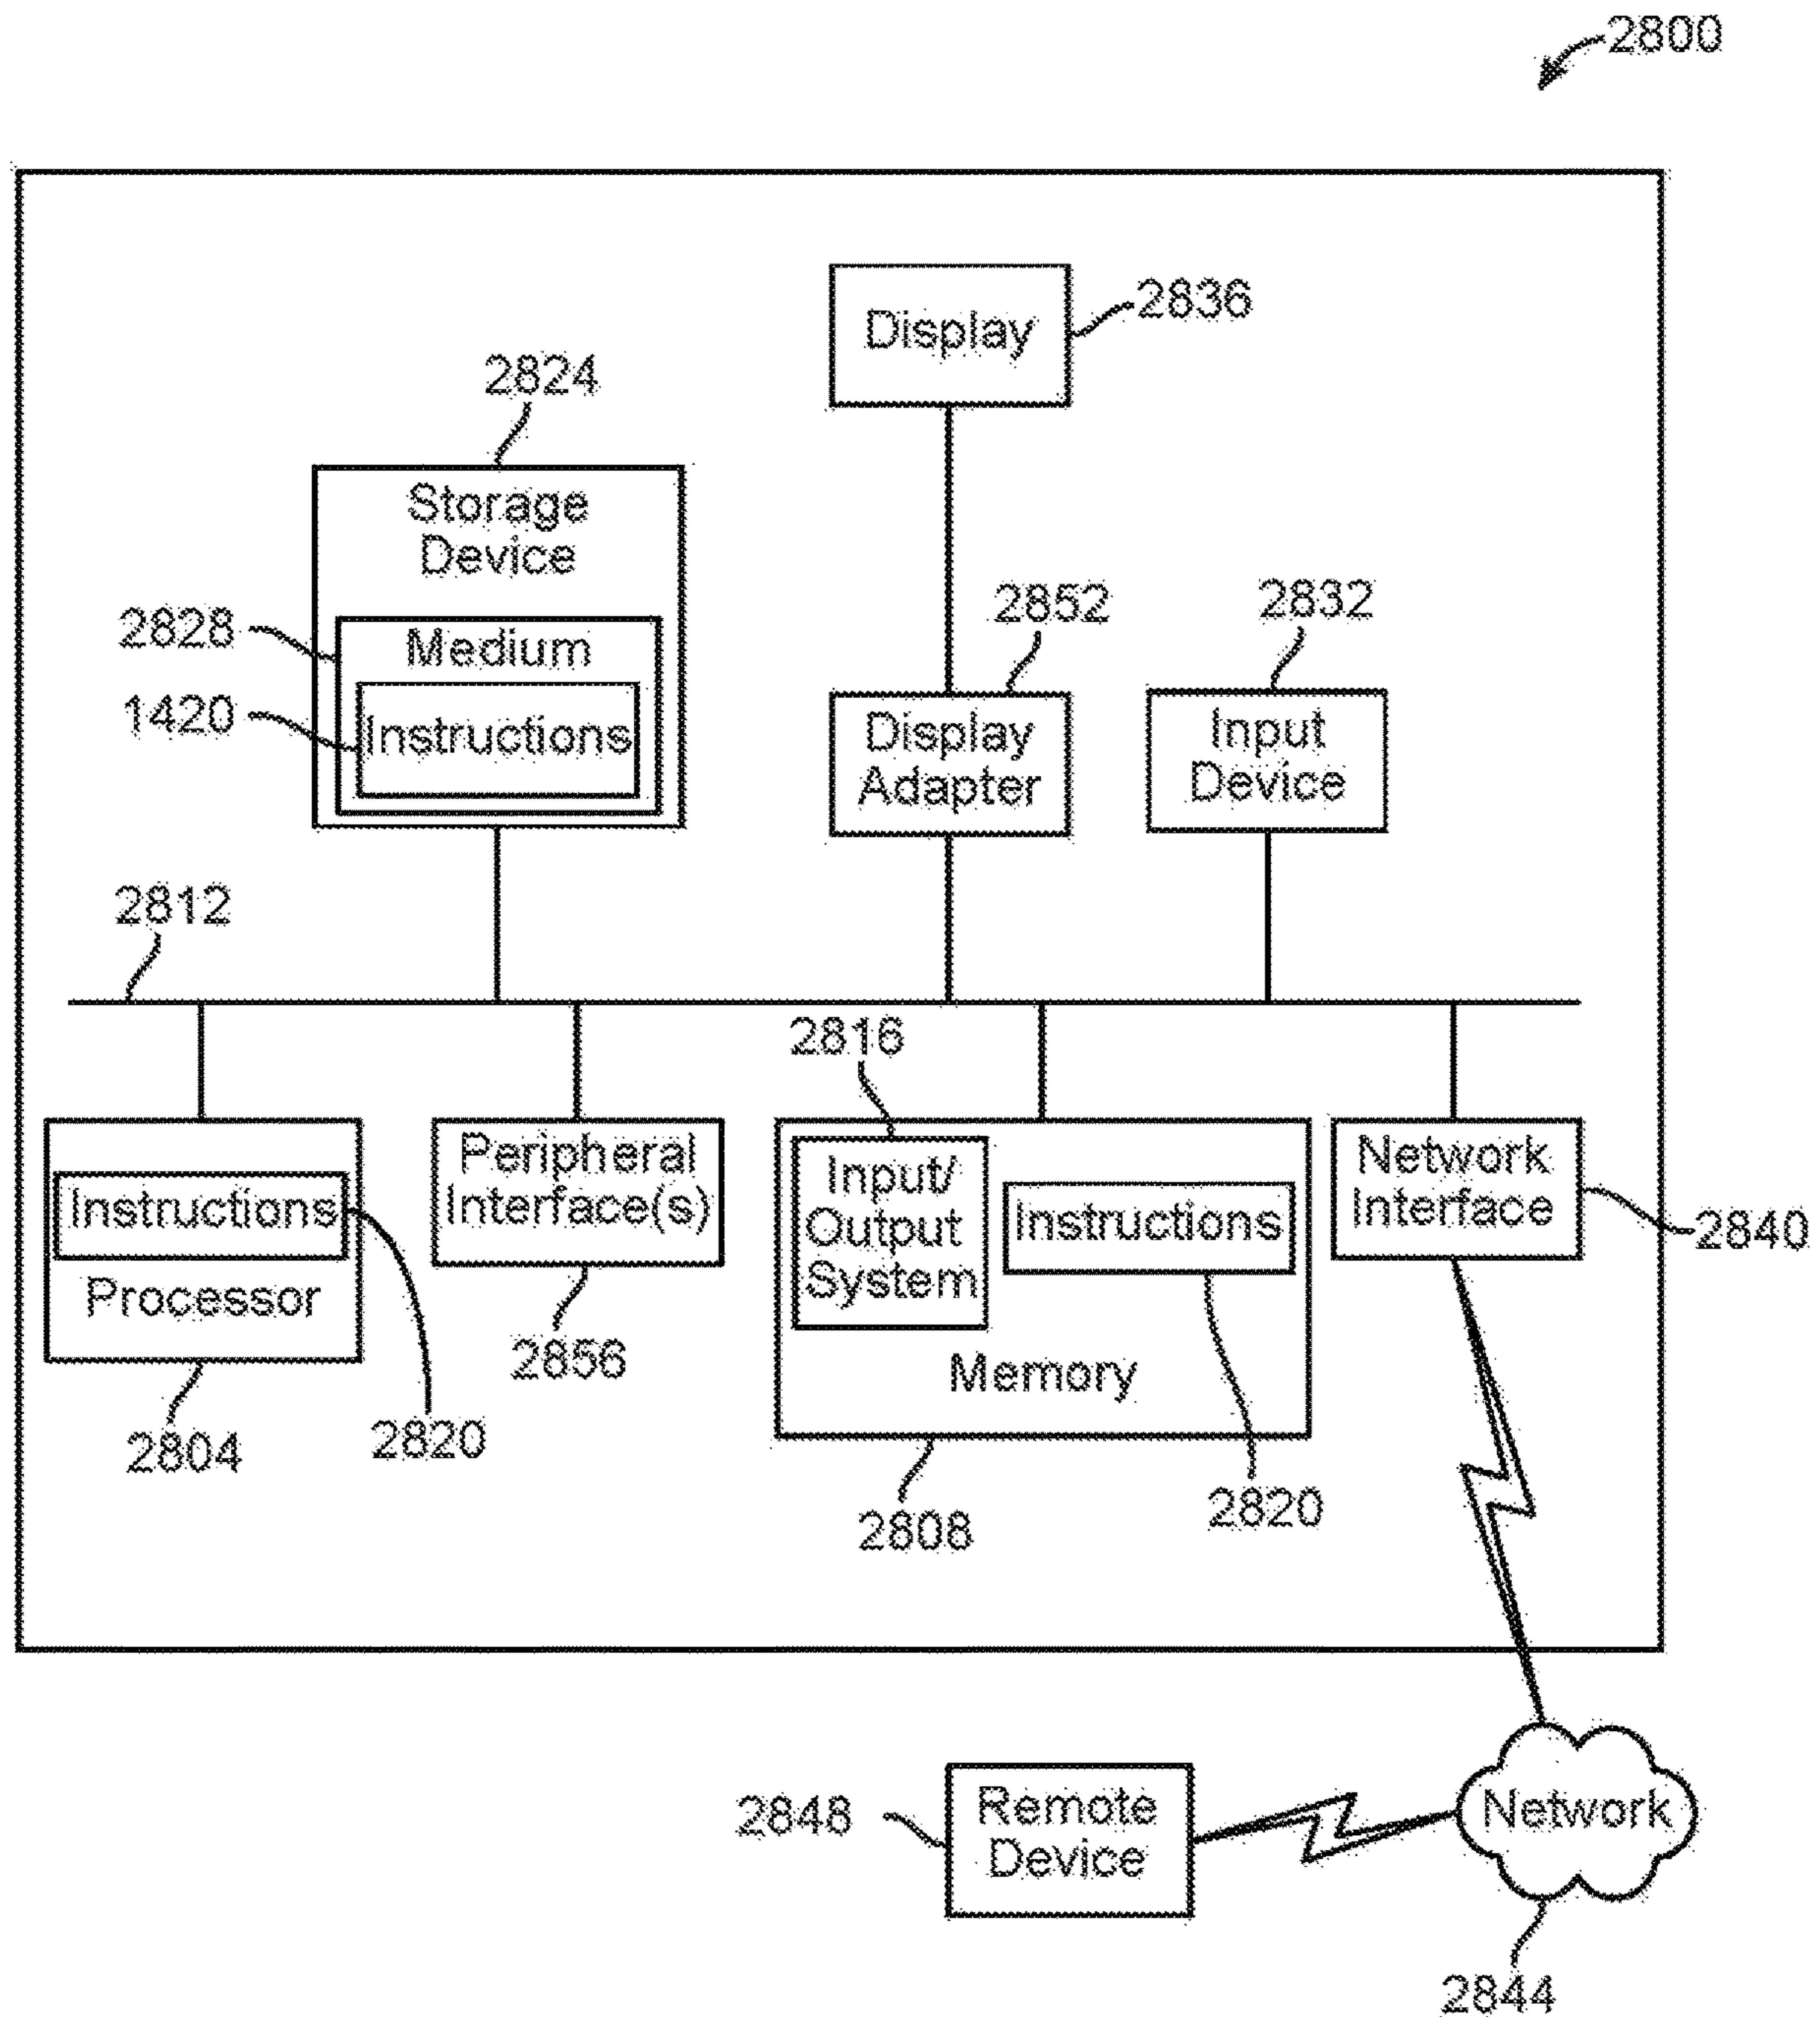 2800
Display
2836
2824
Storage
Device
2828
Medium
1420
Instructions
2852
Display
Adapter
2832
Input
Device
2812
Instructions
Processor
2804
2820
Peripheral
Interface(s)
2856
2816
Input/
Output
System
Instructions
Memory
2808
2820
Network
Interface
2840
2848
Remote
Device
Network
2844